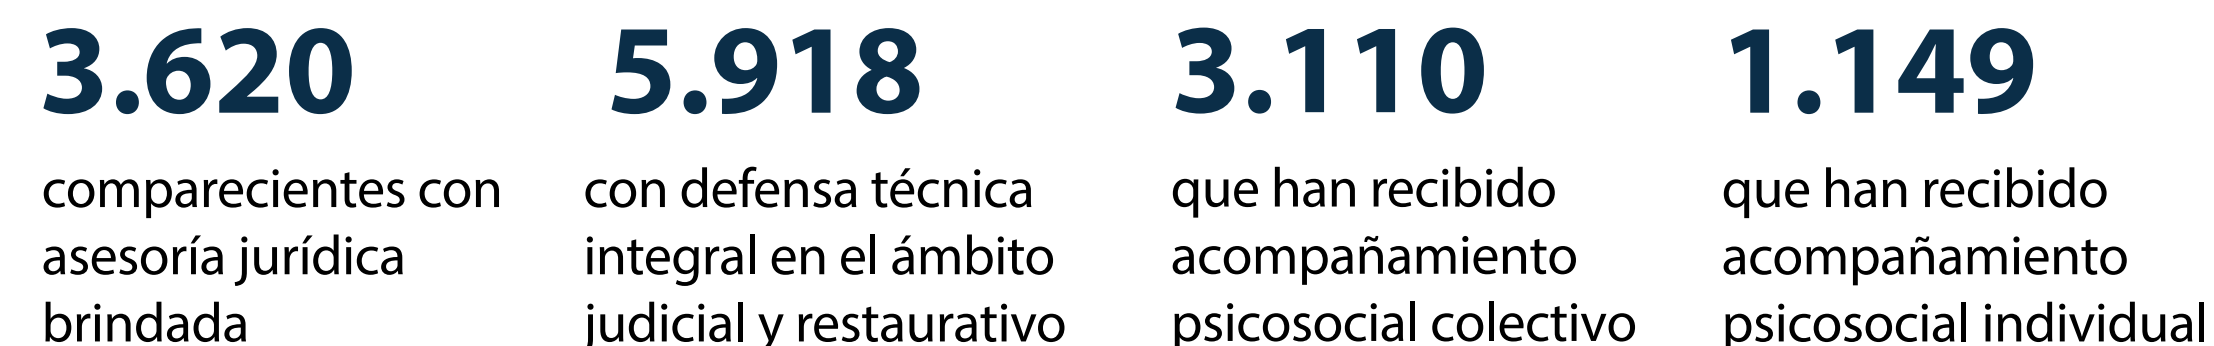 3.620
comparecientes con
asesoría jurídica
brindada
5.918
con defensa técnica
integral en el ámbito
judicial y restaurativo
3.110
que han recibido
acompañamiento
psicosocial colectivo
1.149
que han recibido
acompañamiento
psicosocial individual